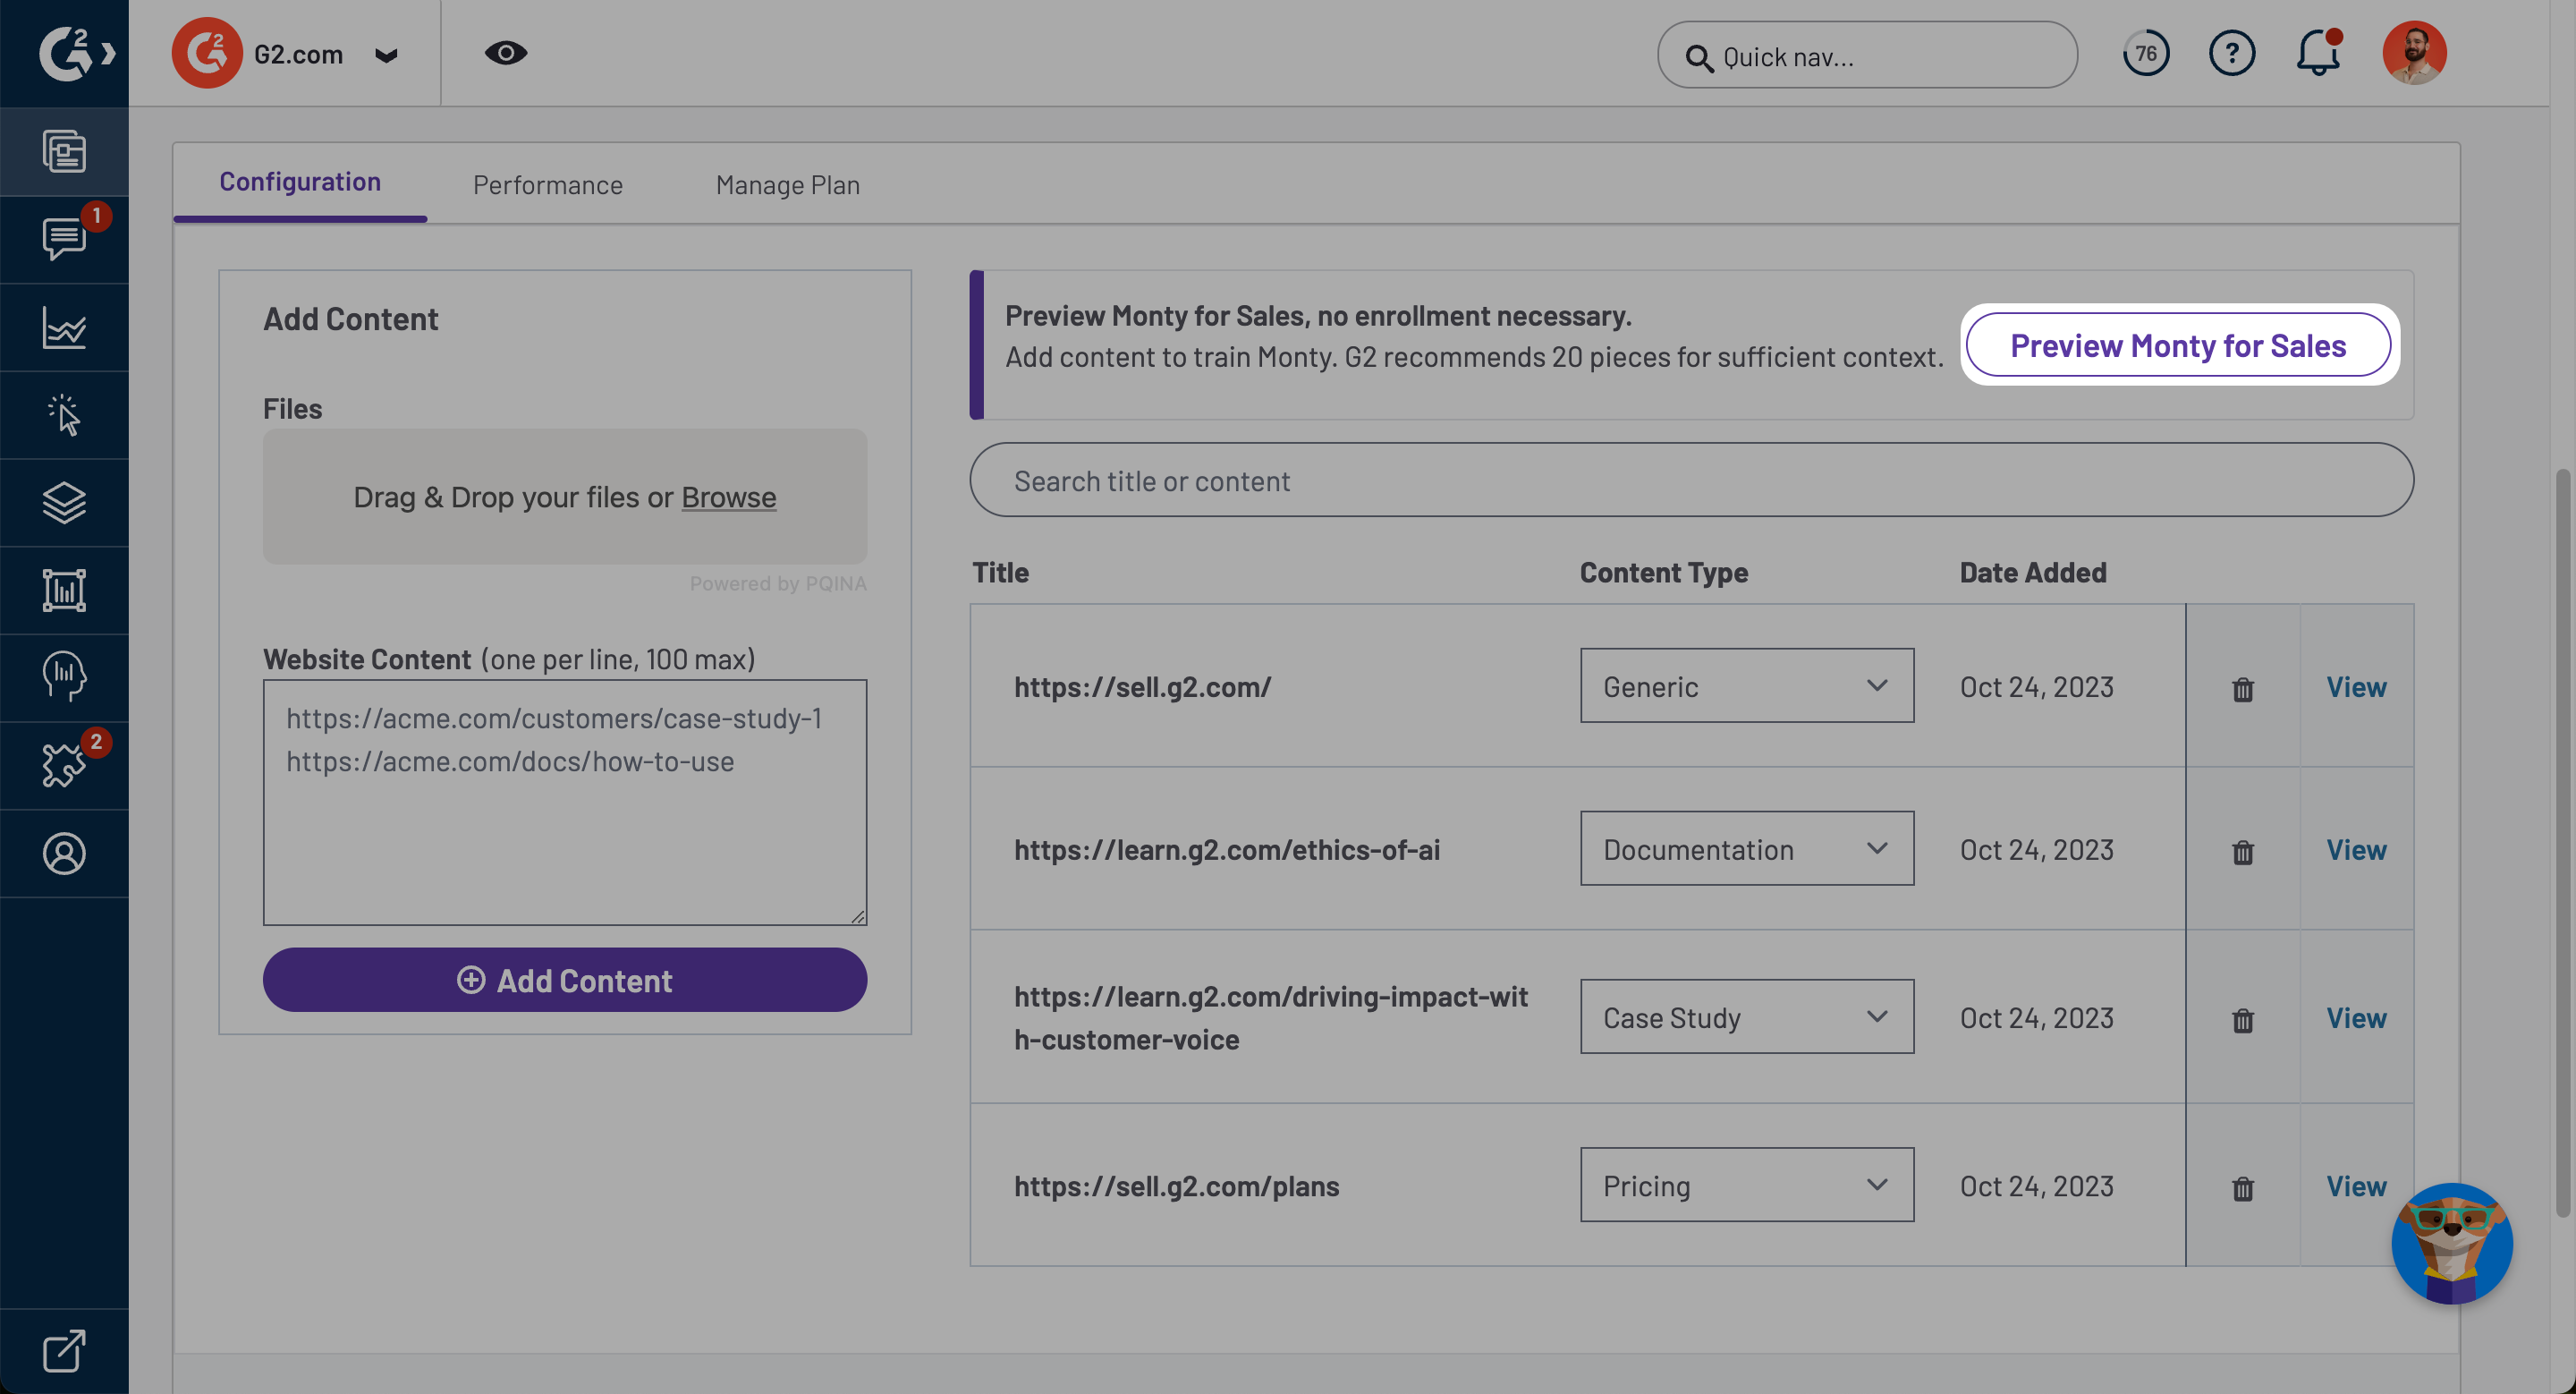 G2.com
Quick nav...
76
?
1
2
Configuration
Performance
Manage Plan
Add Content
Files
Drag & Drop your files or Browse
Powered by PQINA
Website Content (one per line, 100 max)
https://acme.com/customers/case-study-1
https://acme.com/docs/how-to-use
Add Content
Preview Monty for Sales, no enrollment necessary.
Add content to train Monty. G2 recommends 20 pieces for sufficient context.
Preview Monty for Sales
Search title or content
Title Content Type Date Added
https://sell.g2.com/ Generic Oct 24, 2023 View
https://learn.g2.com/ethics-of-ai Documentation Oct 24, 2023 View
https://learn.g2.com/driving-impact-wit
h-customer-voice
Case Study Oct 24, 2023 View
https://sell.g2.com/plans Pricing Oct 24, 2023 View